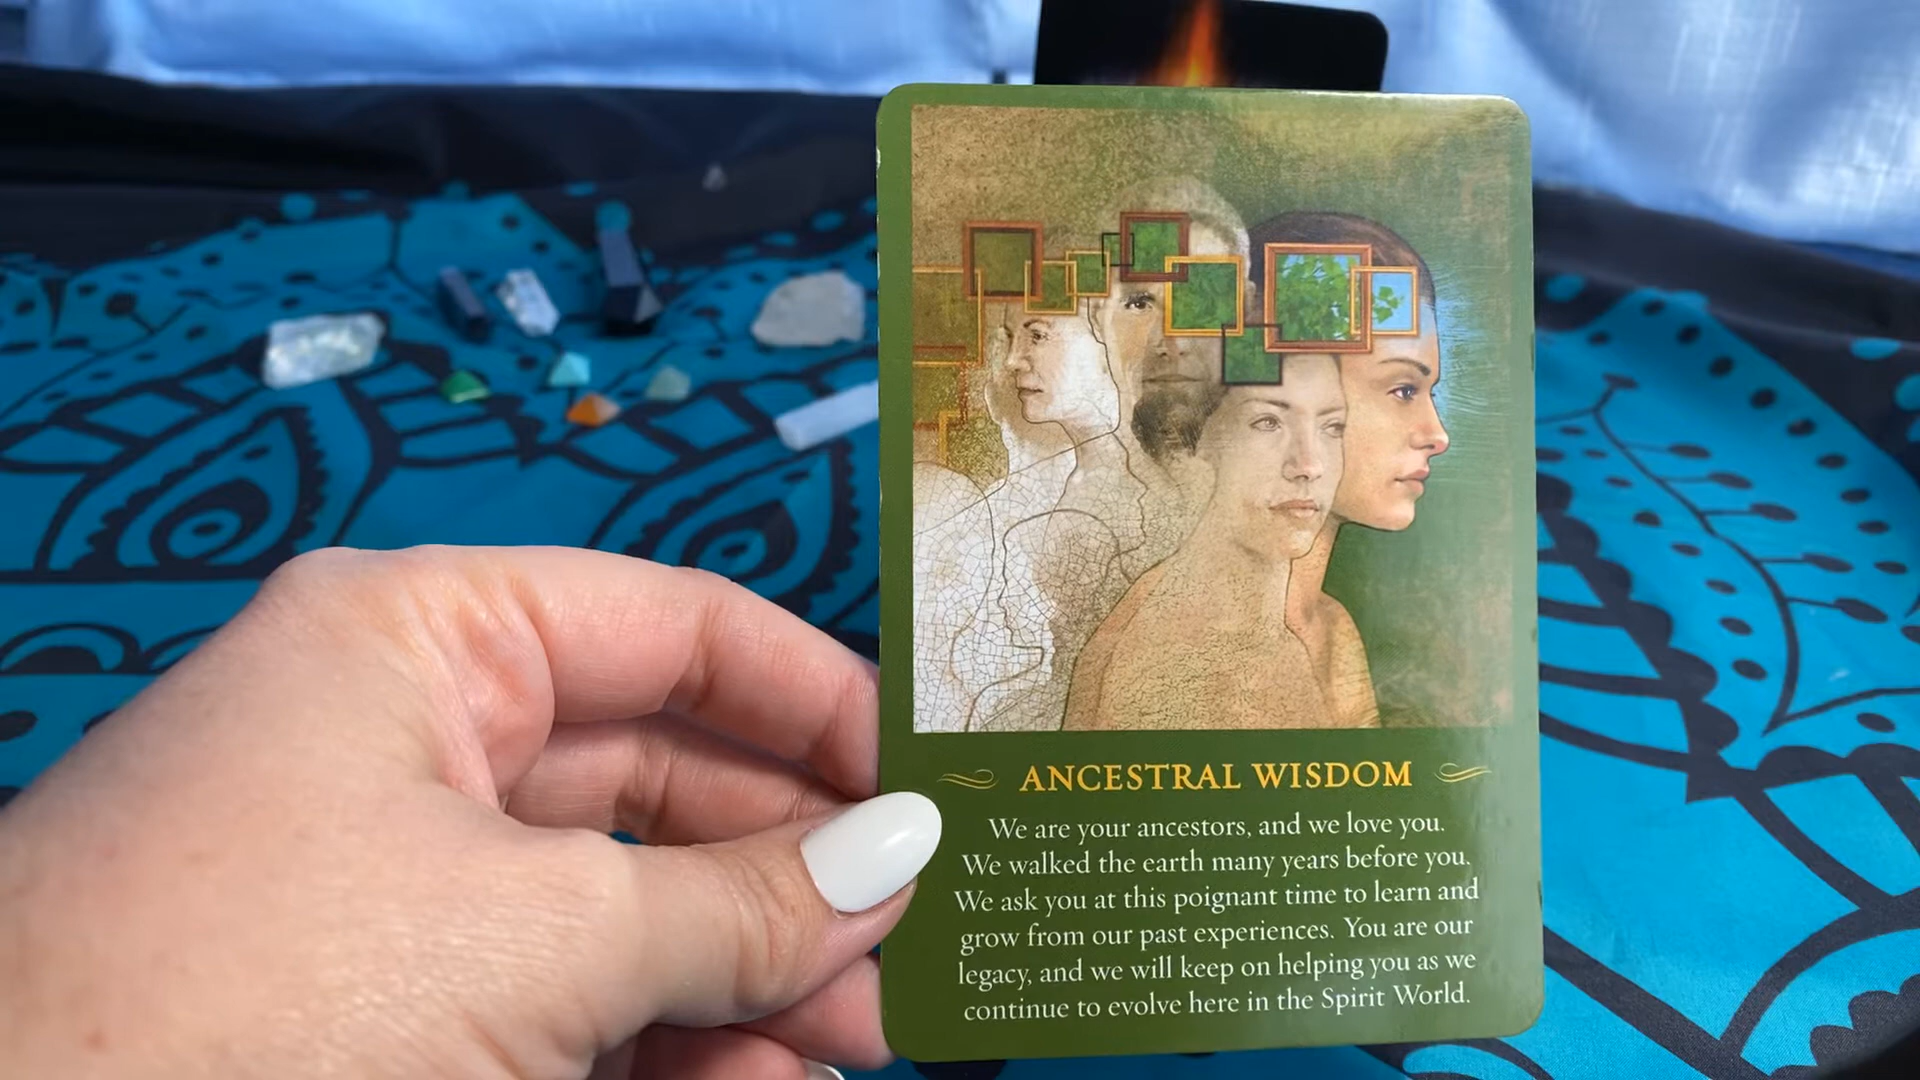 ANCESTRAL WISDOM
We are your ancestors, and we love you.
We walked the earth many years before you.
We ask you at this poignant time to learn and
grow from our past experiences. You are our
legacy, and we will keep on helping you as we
continue to evolve here in the Spirit World.